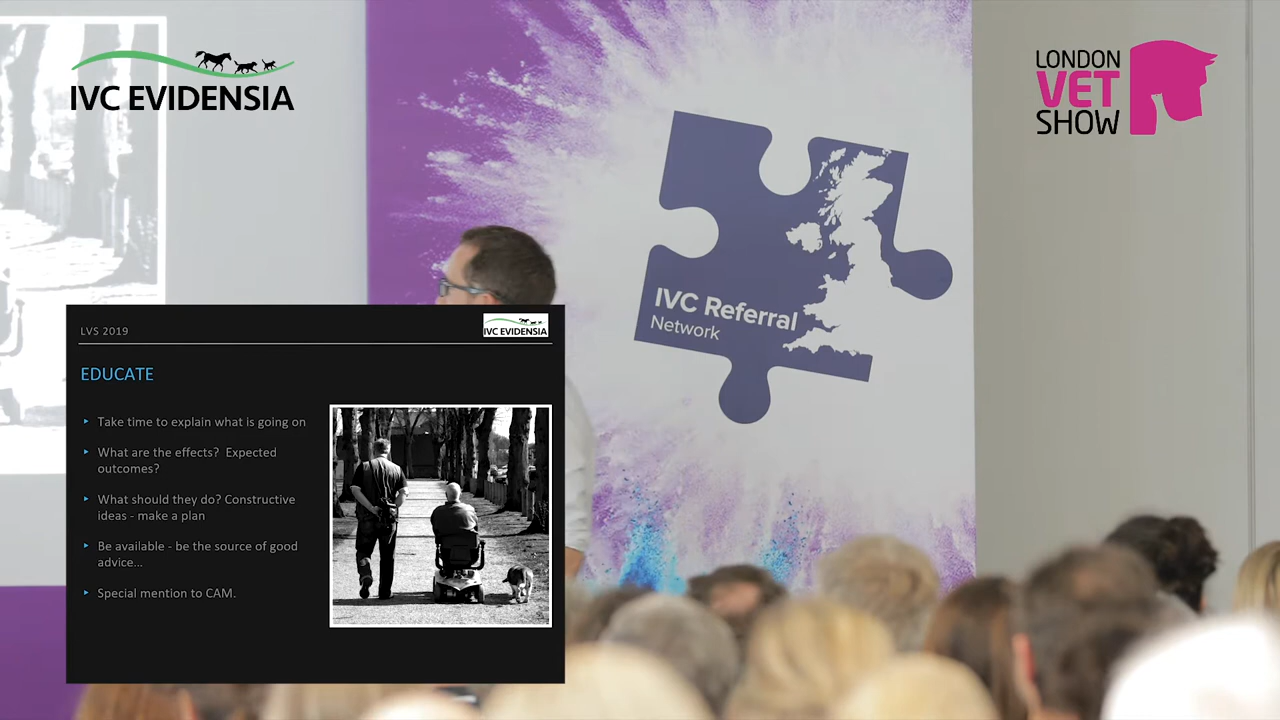 IVC EVIDENSIA
LONDON
VET
SHOW
IVC Referral
Network
LVS 2019
IVC EVIDENSIA
EDUCATE
Take time to explain what is going on
What are the effects? Expected
outcomes?
What should they do? Constructive
ideas - make a plan
Be available - be the source of good
advice...
Special mention to CAM.